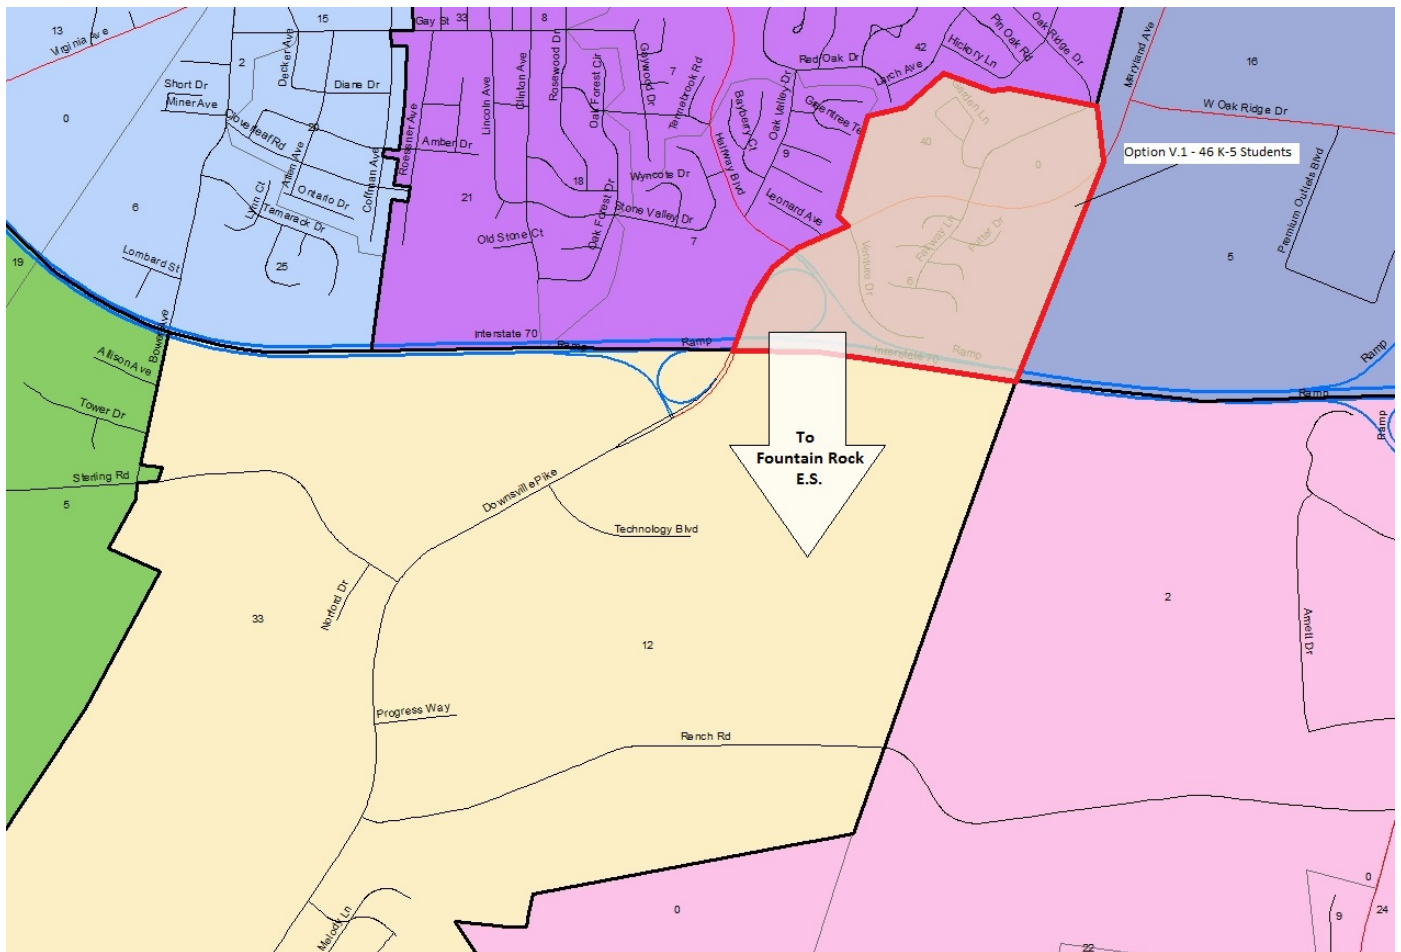 13
Virginia Ave
15
Gay St
33
8
Oak Ridge Dr
Pin Oak Rd
42
Hickory Ln
Maryland Ave
16
2
Decker Ave
Rosewood Dr
Oak Forest Cir
Gaywood Dr
7
Tennebrook Rd
Red Oak Dr
Larch Ave
Short Dr
Miner Ave
Diane Dr
Lincoln Ave
Clinton Ave
Bayberry Ct
Oak Valley Dr
Greentree Te
W Oak Ridge Dr
0
Cloverleaf Rd
29
Roessner Ave
Amber Dr
Halfway Blvd
9
40
0
Option V.1 - 46 K-5 Students
Allen Ave
Coffman Ave
Wyncote Dr
18
Premium Outlets Blvd
6
Lynn Ct
Ontario Dr
21
Leonard Ave
Tamarack Dr
Stone Valley Dr
Oak Forest Dr
7
Fairway Ln
Old Stone Ct
Venture Dr
Lombard St
25
19
6
5
Interstate 70
Ramp
Ramp
Interstate 70
Ramp
Ramp
Bower Ave
Allison Ave
Ramp
Ramp
Tower Dr
To
Fountain Rock
E.S.
Sterling Rd
5
Downsville Pike
Technology Blvd
Norford Dr
33
12
2
Arnett Dr
Progress Way
Ranch Rd
Melody Ln
0
0
9
24
22